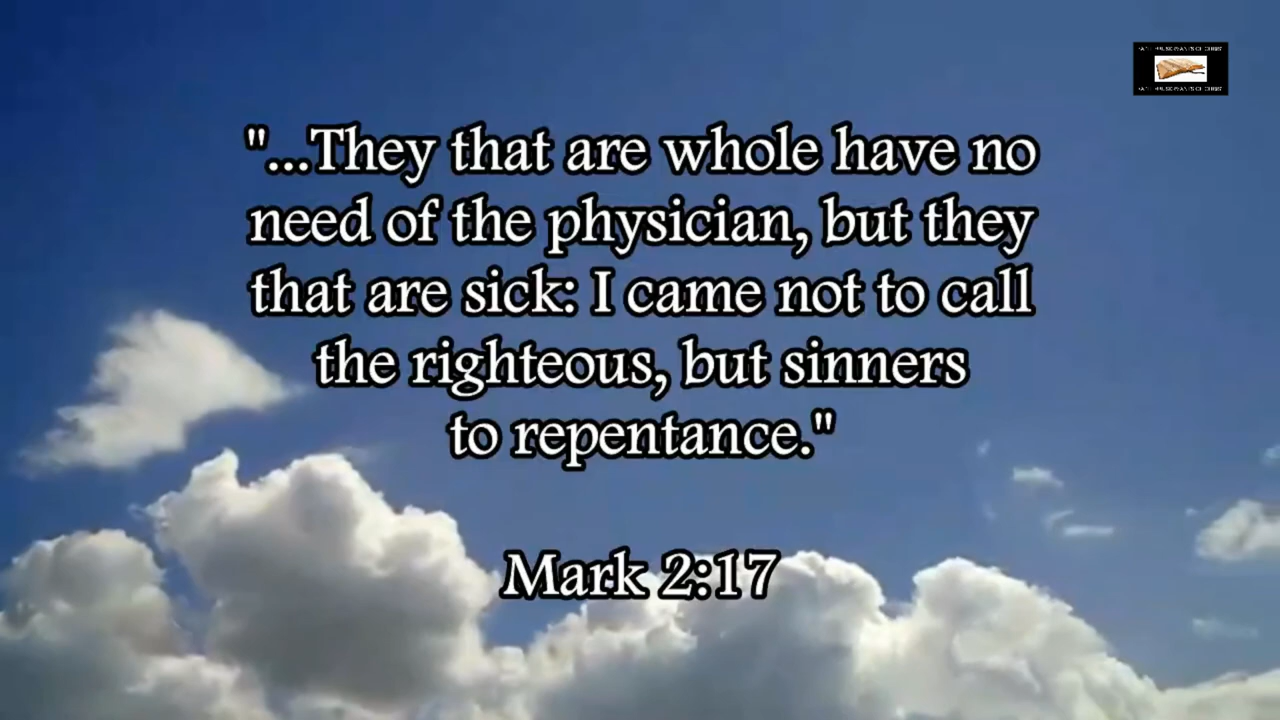 "...They that are whole have no
need of the physician, but they
that are sick: I came not to call
the righteous, but sinners
to repentance."
Mark 2:17